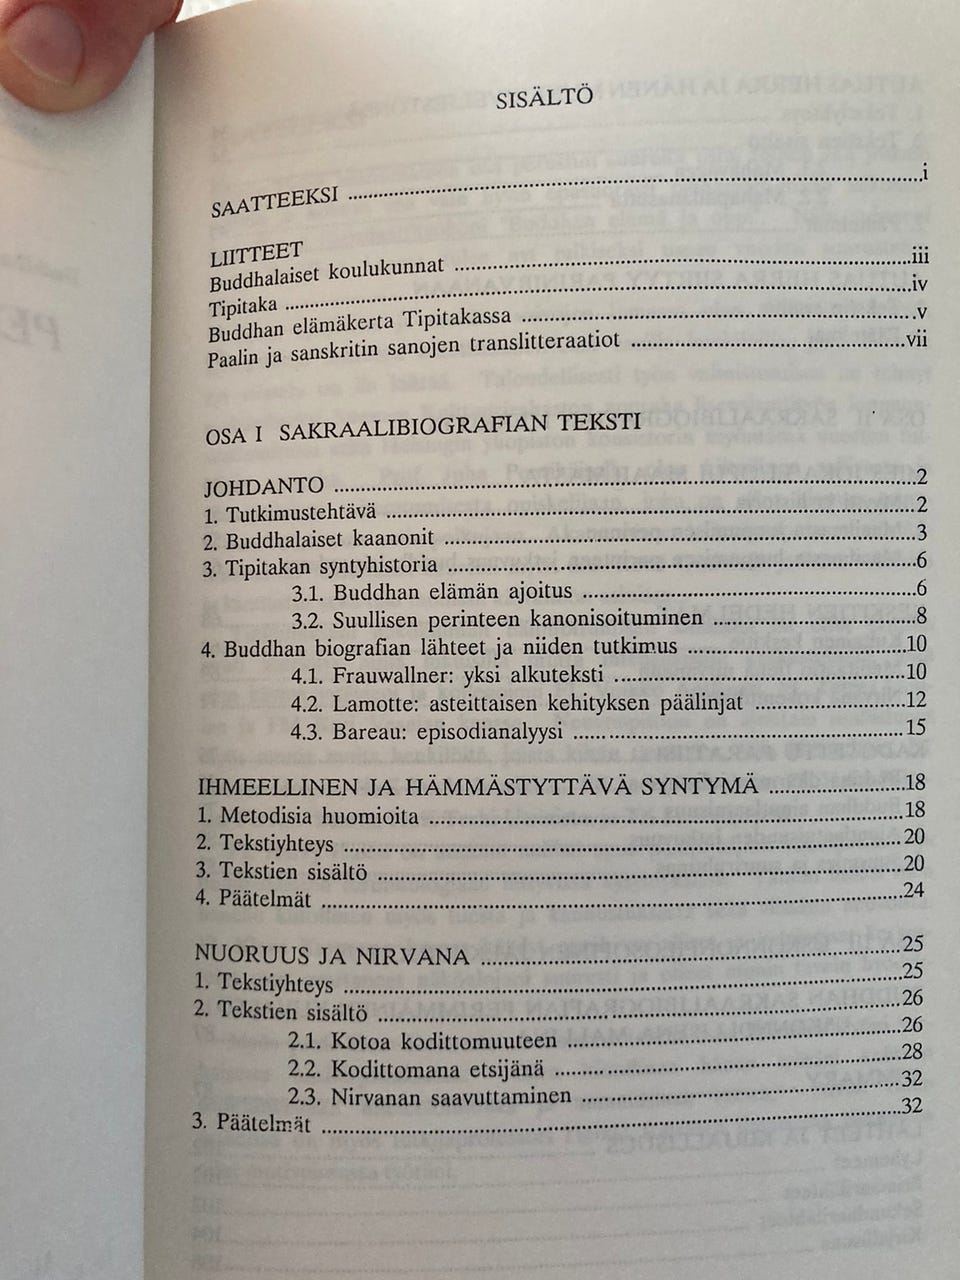 SISÄLTÖ
SAATTEEKSI ........ i
LIITTEET
Buddhalaiset koulukunnat ........ iii
Tipitaka ........ iv
Buddhan elämäkerta Tipitakassa ........ v
Paalin ja sanskritin sanojen translitteraatiot ........ vii
OSA I SAKRAALIBIOGRAFIAN TEKSTI
JOHDANTO ........ 2
1. Tutkimustehtävä ........ 2
2. Buddhalaiset kaanonit ........ 3
3. Tipitakan syntyhistoria ........ 6
3.1. Buddhan elämän ajoitus ........ 6
3.2. Suullisen perinteen kanonisoituminen ........ 8
4. Buddhan biografian lähteet ja niiden tutkimus ........ 10
4.1. Frauwallner: yksi alkuteksti ........ 10
4.2. Lamotte: asteittaisen kehityksen päälinjat ........ 12
4.3. Bareau: episodianalyysi ........ 15
IHMEELLINEN JA HÄMMÄSTYTTÄVÄ SYNTYMÄ ........ 18
1. Metodisia huomioita ........ 18
2. Tekstiyhteys ........ 20
3. Tekstien sisältö ........ 20
4. Päätelmät ........ 24
NUORUUS JA NIRVANA ........ 25
1. Tekstiyhteys ........ 25
2. Tekstien sisältö ........ 26
2.1. Kotoa kodittomuuteen ........ 26
2.2. Kodittomana etsijänä ........ 28
2.3. Nirvanan saavuttaminen ........ 32
3. Päätelmät ........ 32